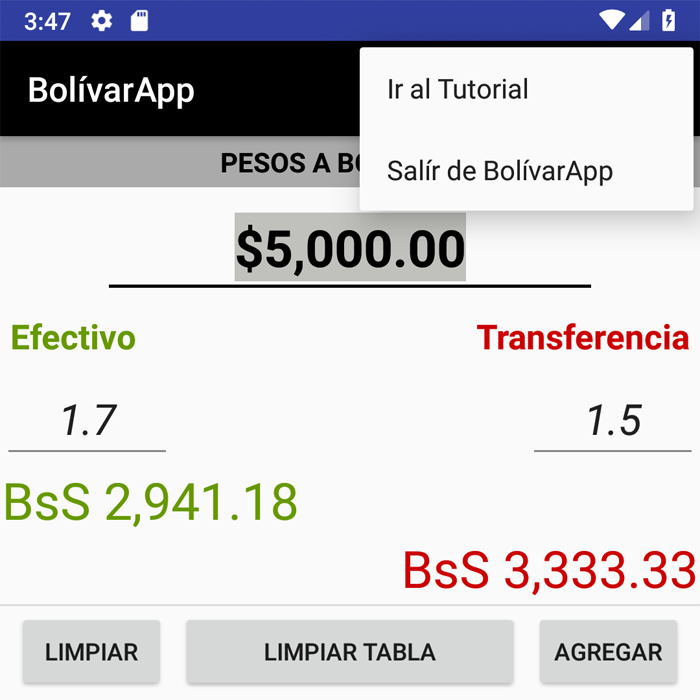 3:47
BolívarApp
Ir al Tutorial
Salír de BolívarApp
PESOS A
$5,000.00
Efectivo
Transferencia
1.7
1.5
BsS 2,941.18
BsS 3,333.33
LIMPIAR
LIMPIAR TABLA
AGREGAR